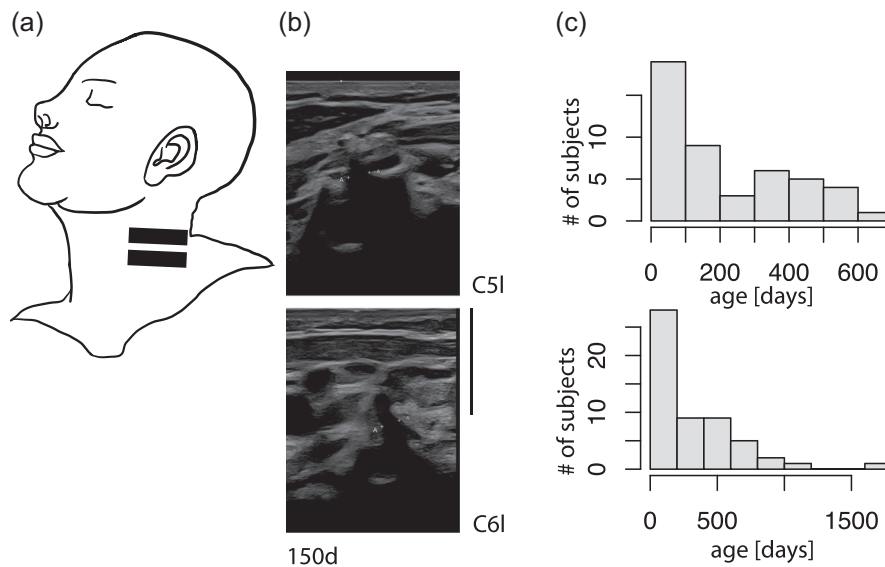 (a)
(b)
(c)
A
A
C5l
A
A
C6l
150d
# of subjects
0 5 10
0 200 400 600
age [days]
# of subjects
0 10 20
0 500 1500
age [days]